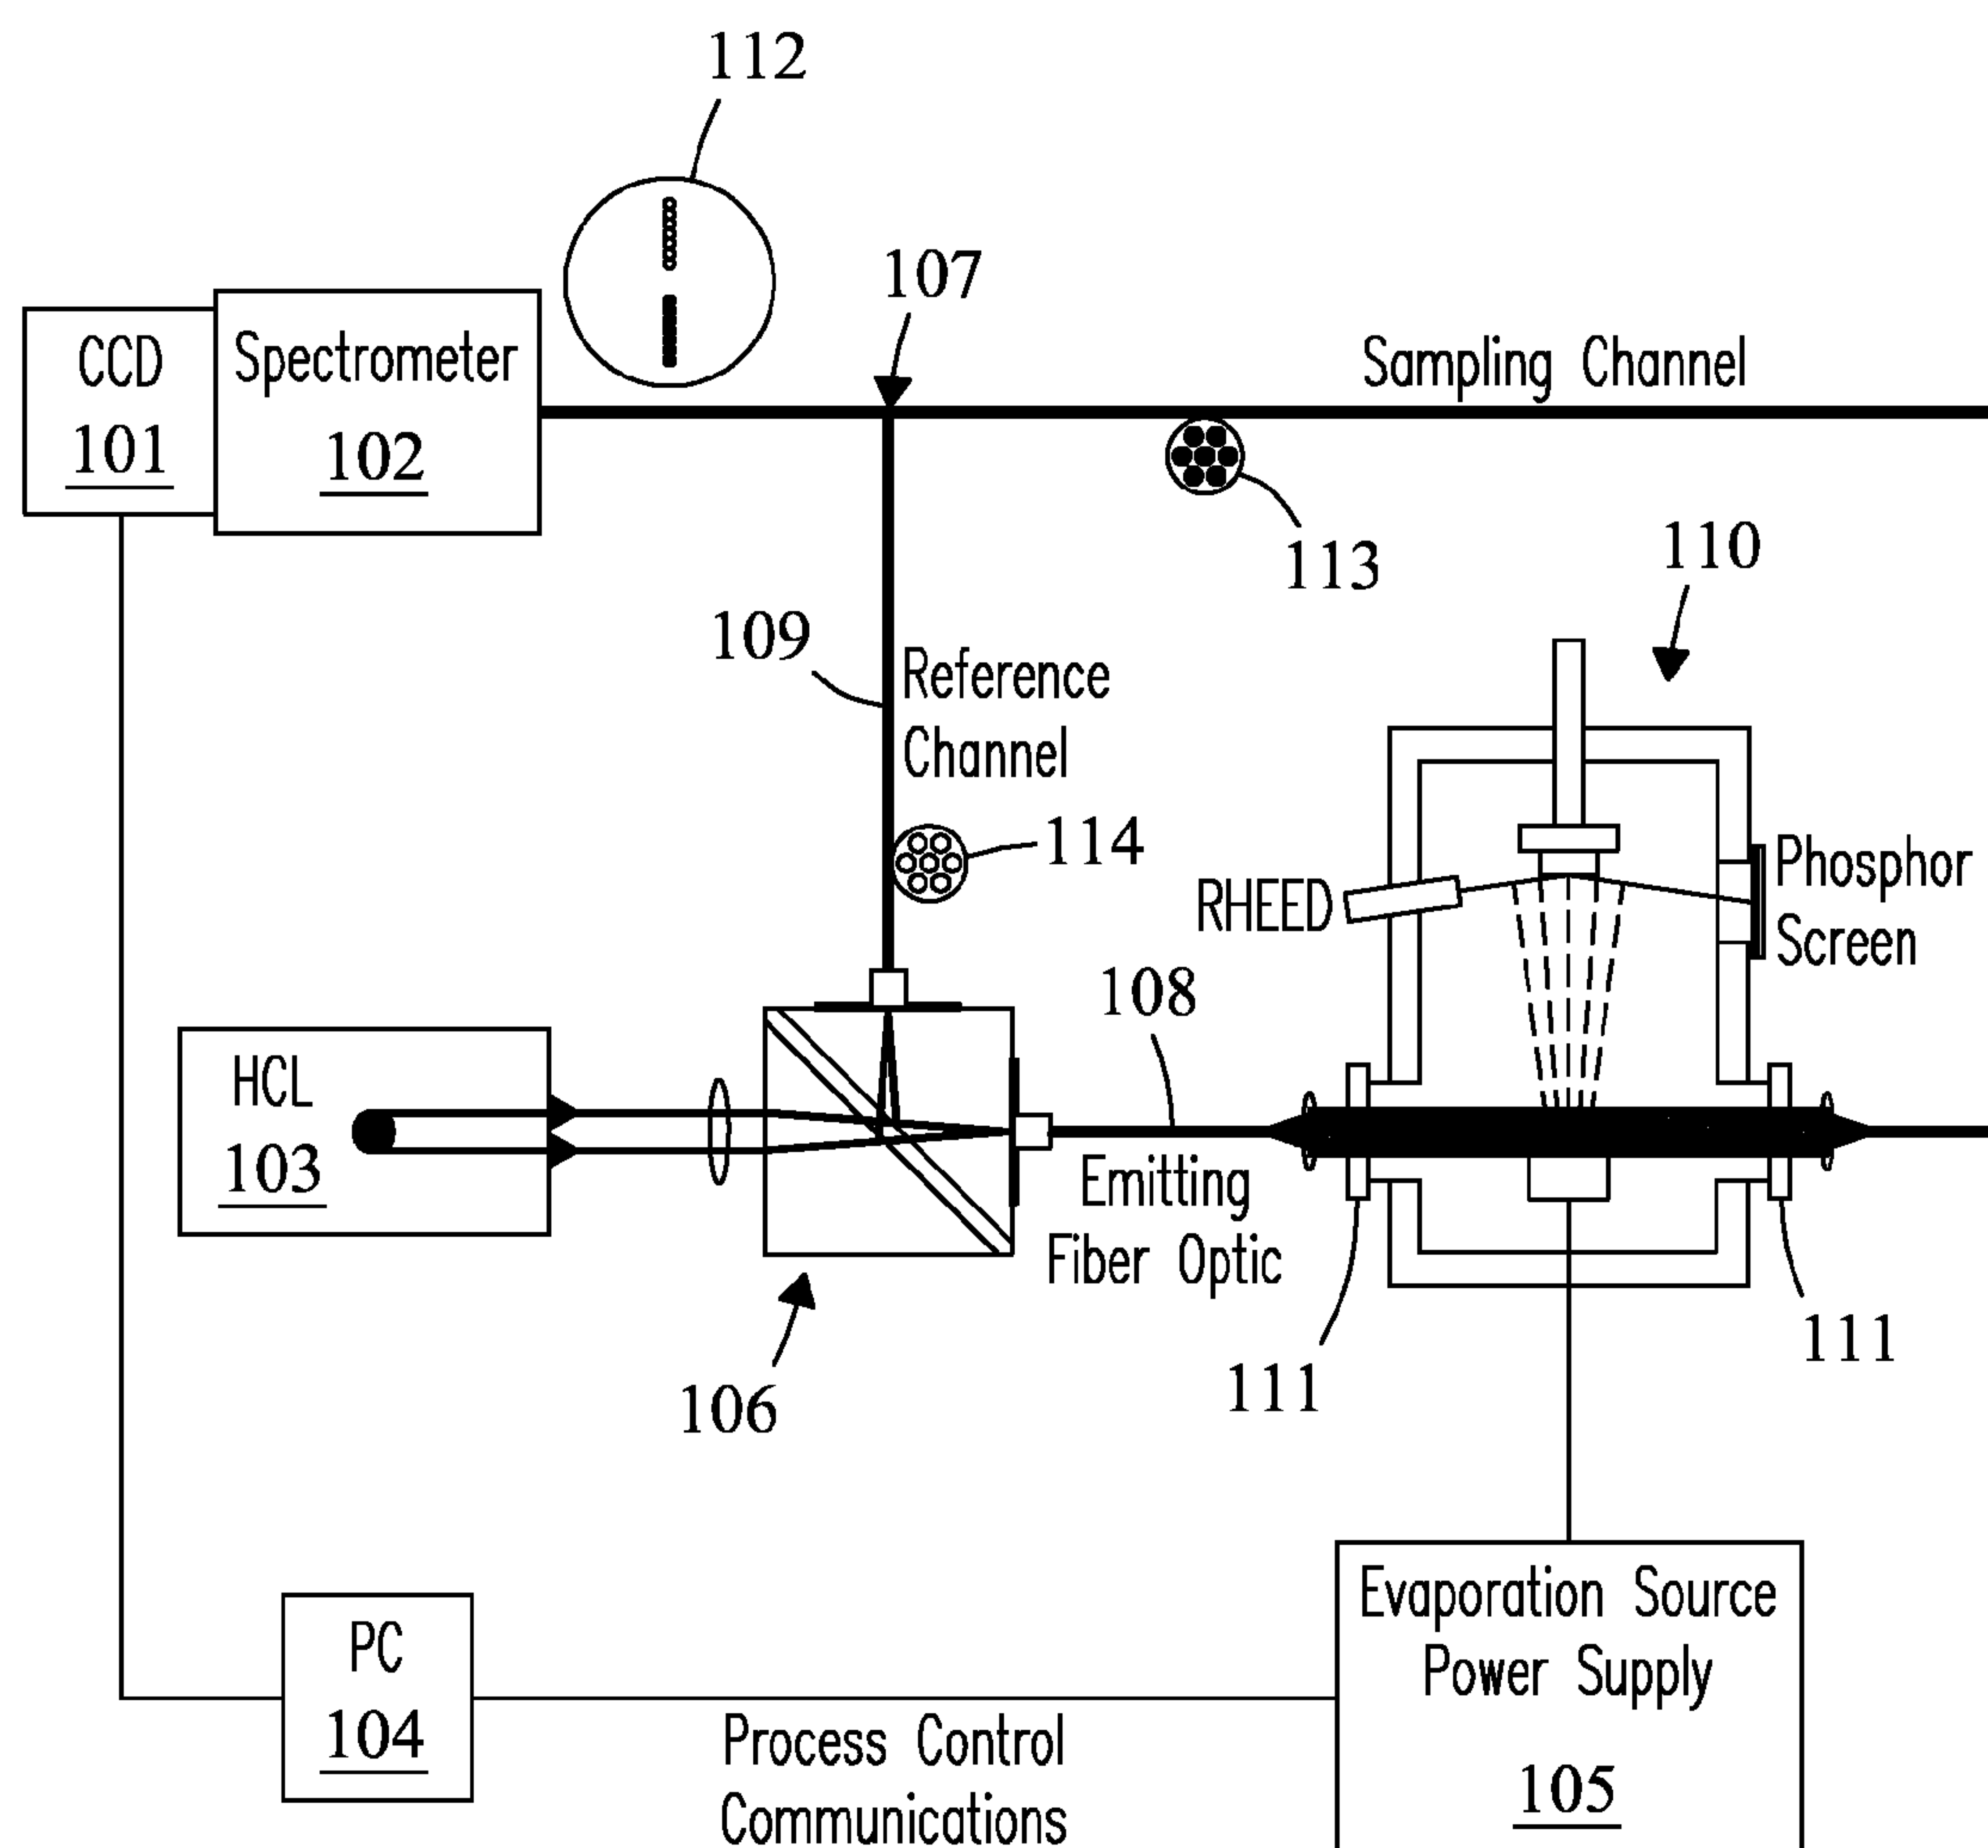 112
107
CCD
101
Spectrometer
102
Sampling Channel
113
110
109
Reference
Channel
114
RHEED
Phosphor
Screen
108
HCL
103
Emitting
Fiber Optic
106
111
111
PC
104
Process Control
Communications
Evaporation Source
Power Supply
105